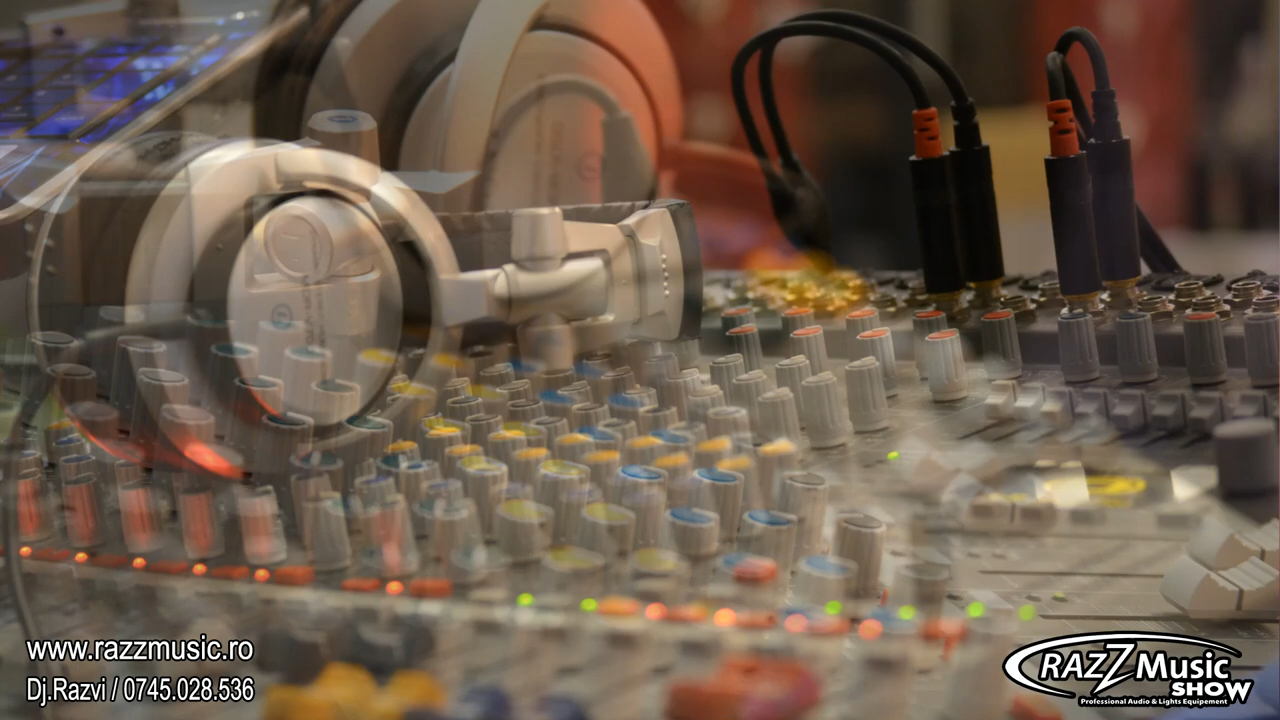 www.razzmusic.ro
Dj.Razvi / 0745.028.536
RAZZ Music
SHOW
Professional Audio & Lights Equipement